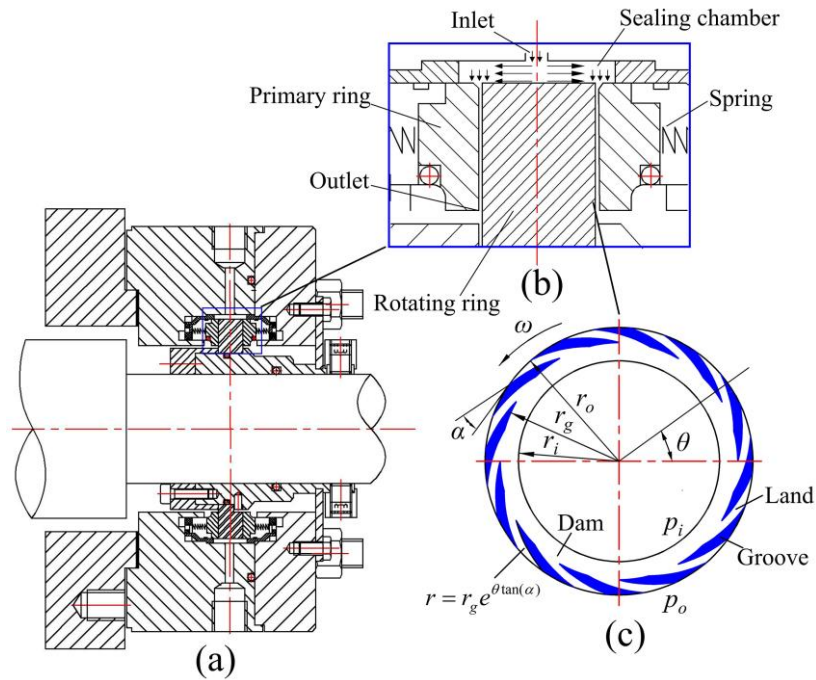 Inlet
Sealing chamber
Primary ring
Spring
Outlet
Rotating ring
(b)
ω
α
r_o
r_g
r_i
θ
Land
Dam
p_i
Groove
r = r_g e^{θ tan(α)}
p_o
(a)
(c)